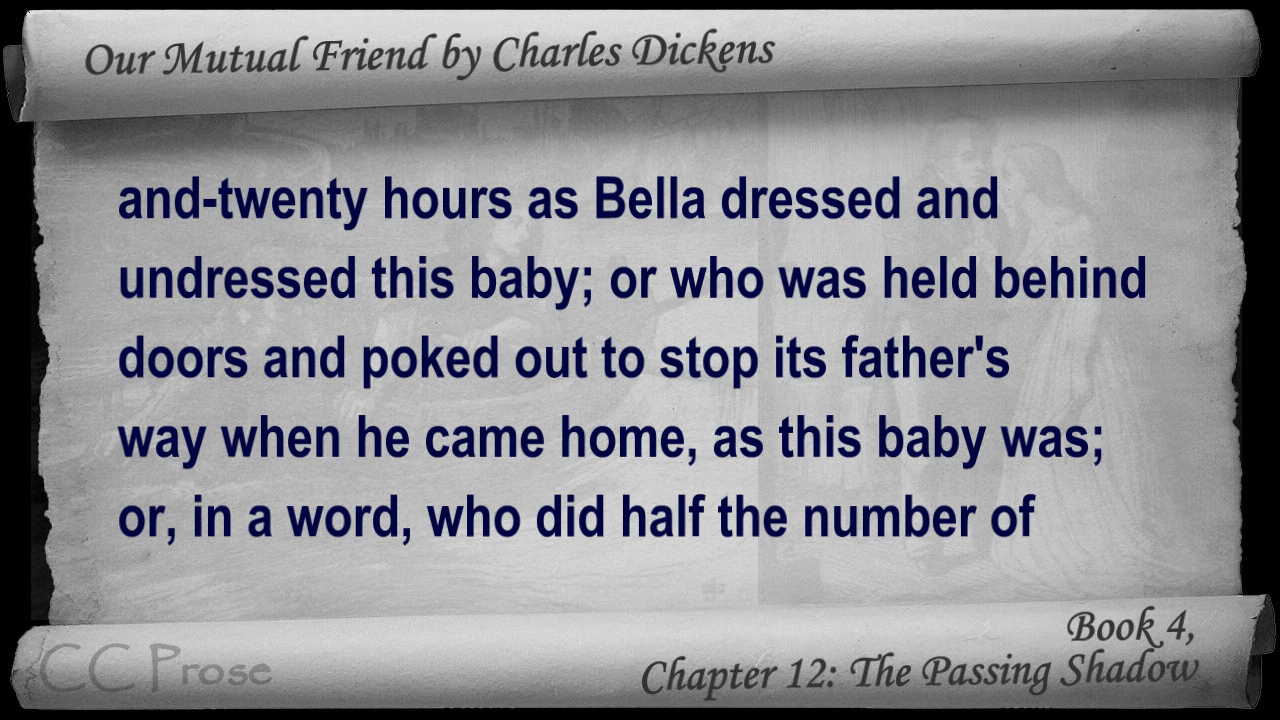 Our Mutual Friend by Charles Dickens
and-twenty hours as Bella dressed and
undressed this baby; or who was held behind
doors and poked out to stop its father's
way when he came home, as this baby was;
or, in a word, who did half the number of
Book 4,
Chapter 12: The Passing Shadow
CC Prose